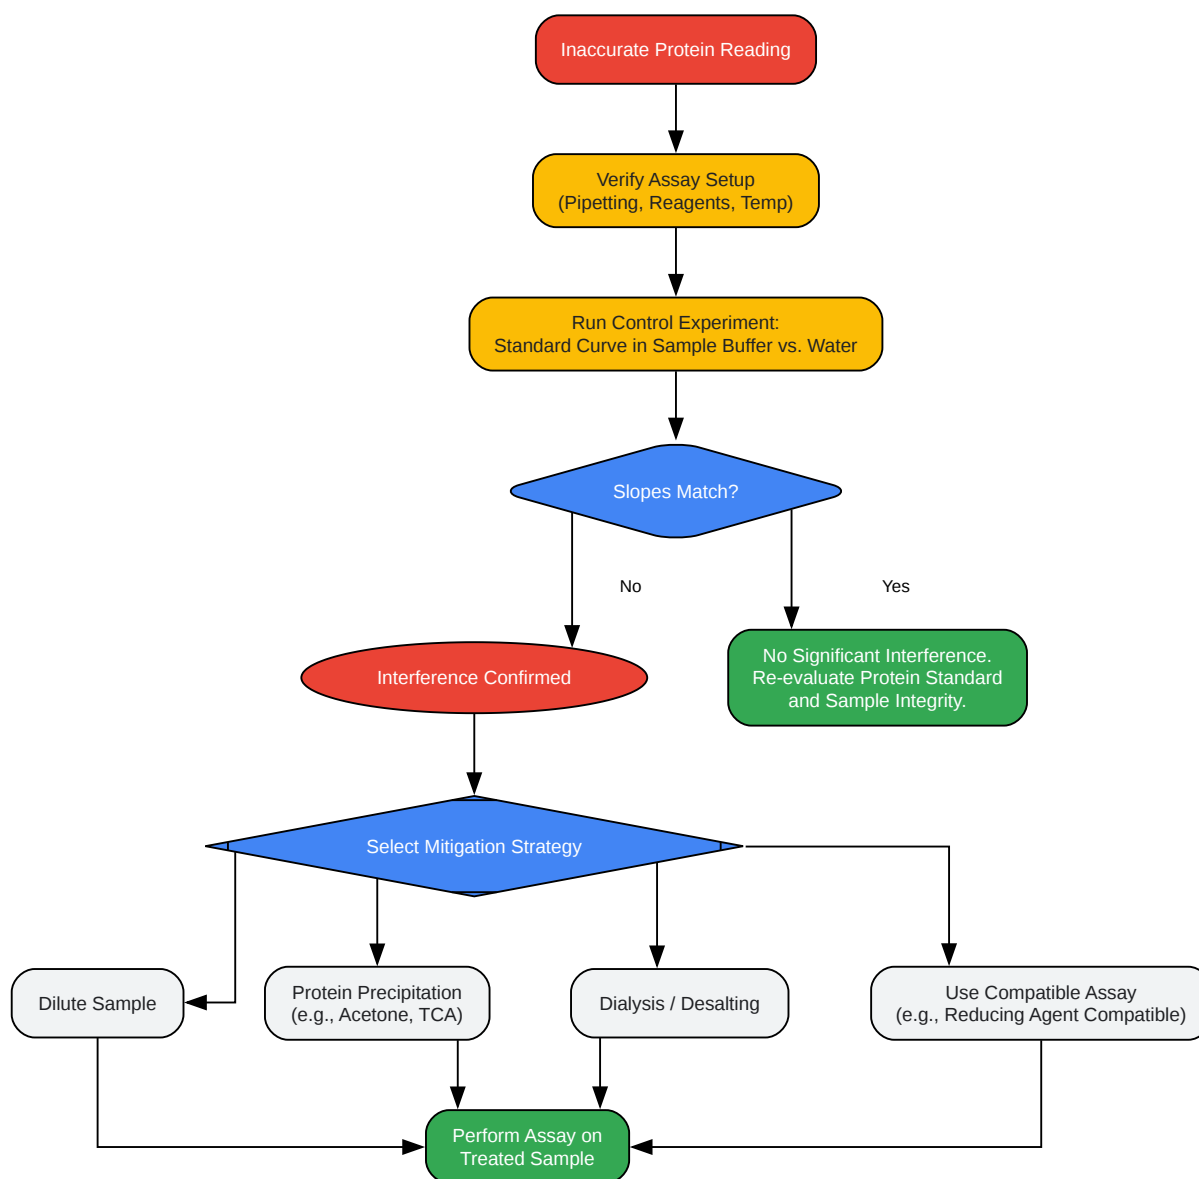 Inaccurate Protein Reading
Verify Assay Setup
(Pipetting, Reagents, Temp)
Run Control Experiment:
Standard Curve in Sample Buffer vs. Water
Slopes Match?
No
Yes
Interference Confirmed
No Significant Interference.
Re-evaluate Protein Standard
and Sample Integrity.
Select Mitigation Strategy
Dilute Sample
Protein Precipitation
(e.g., Acetone, TCA)
Dialysis / Desalting
Use Compatible Assay
(e.g., Reducing Agent Compatible)
Perform Assay on
Treated Sample